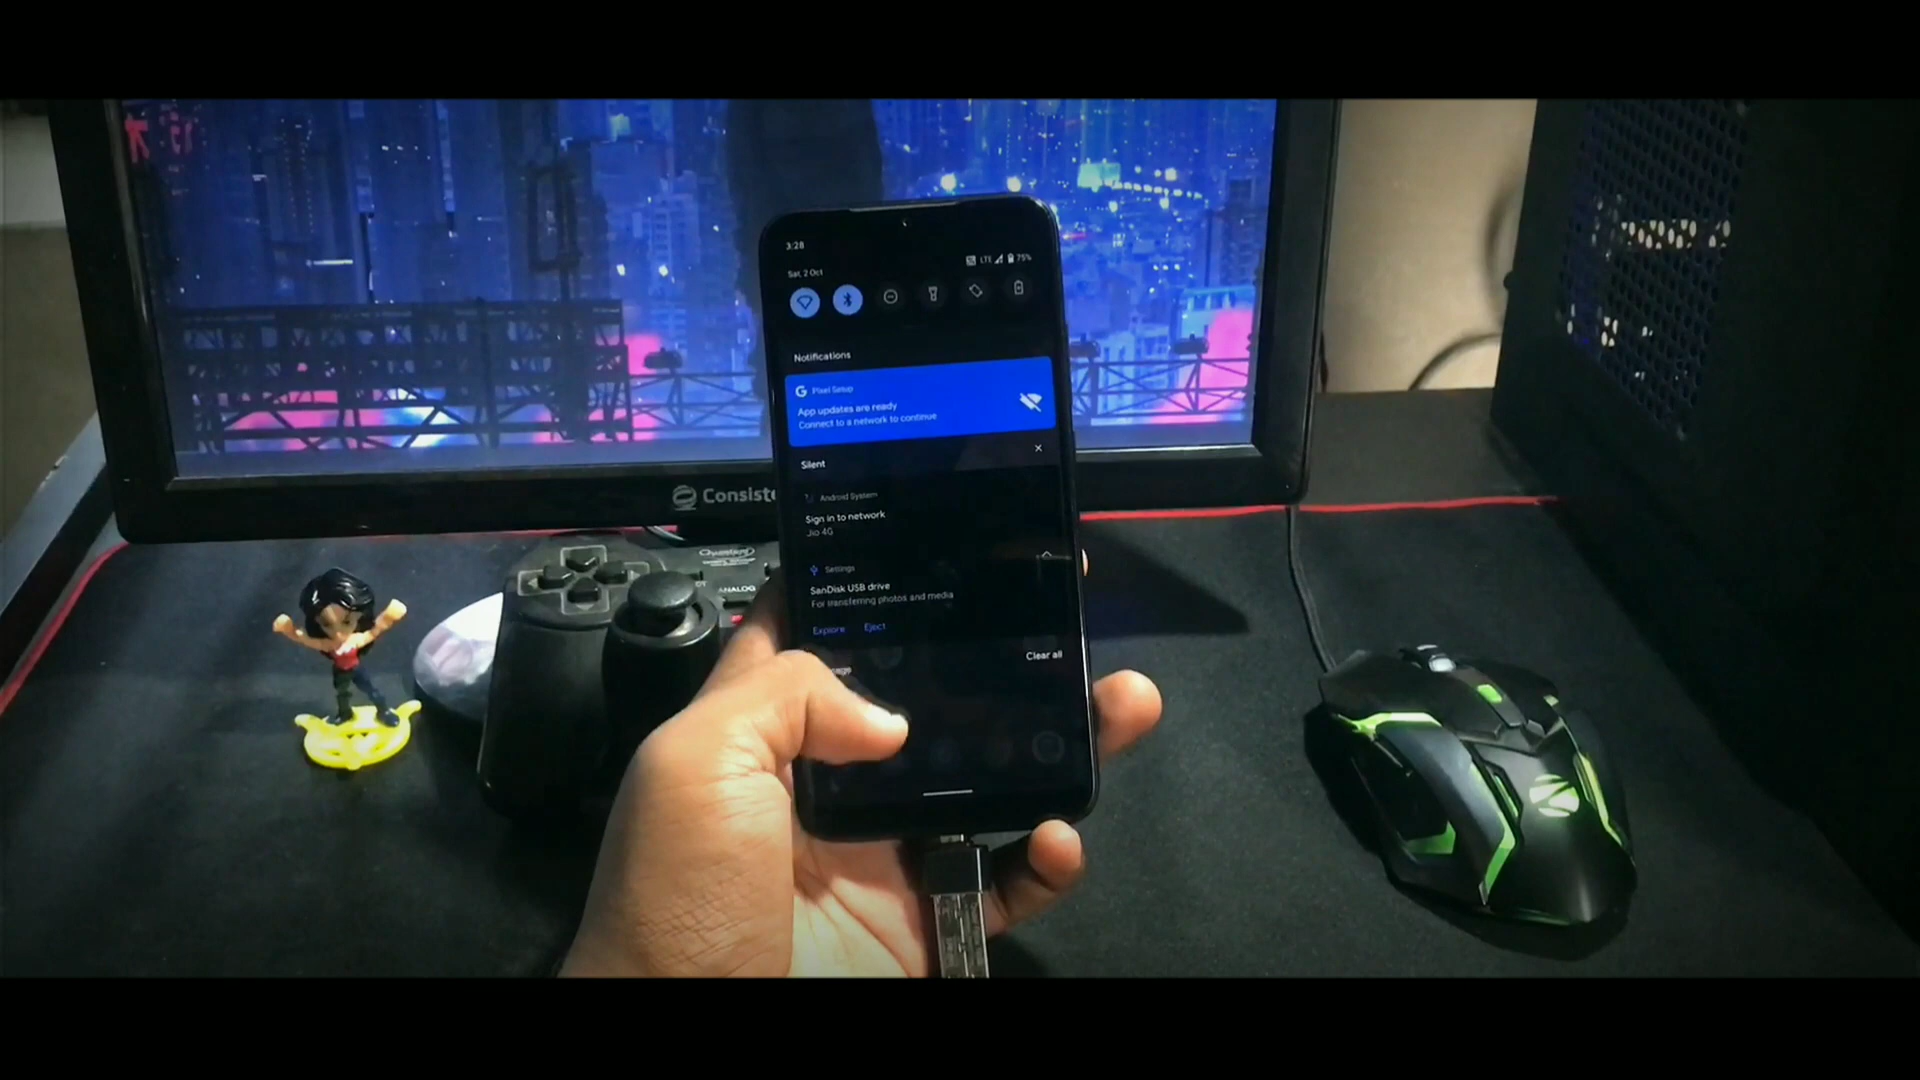 3:28
Sat, 2 Oct
LTE
75%
Notifications
Pixel Setup
App updates are ready
Connect to a network to continue
Silent
Android System
Sign in to network
Jio 4G
Settings
SanDisk USB drive
For transferring photos and media
Explore Eject
Clear all
Consiste
Quantum
ANALOG